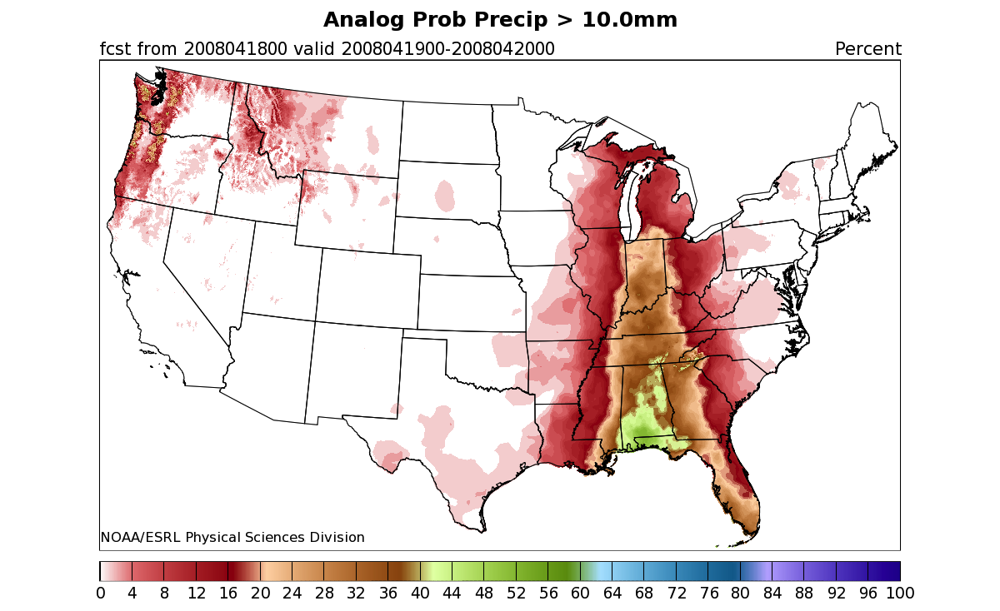 Analog Prob Precip > 10.0mm
fcst from 2008041800 valid 2008041900-2008042000 Percent
NOAA/ESRL Physical Sciences Division
0 4 8 12 16 20 24 28 32 36 40 44 48 52 56 60 64 68 72 76 80 84 88 92 96 100